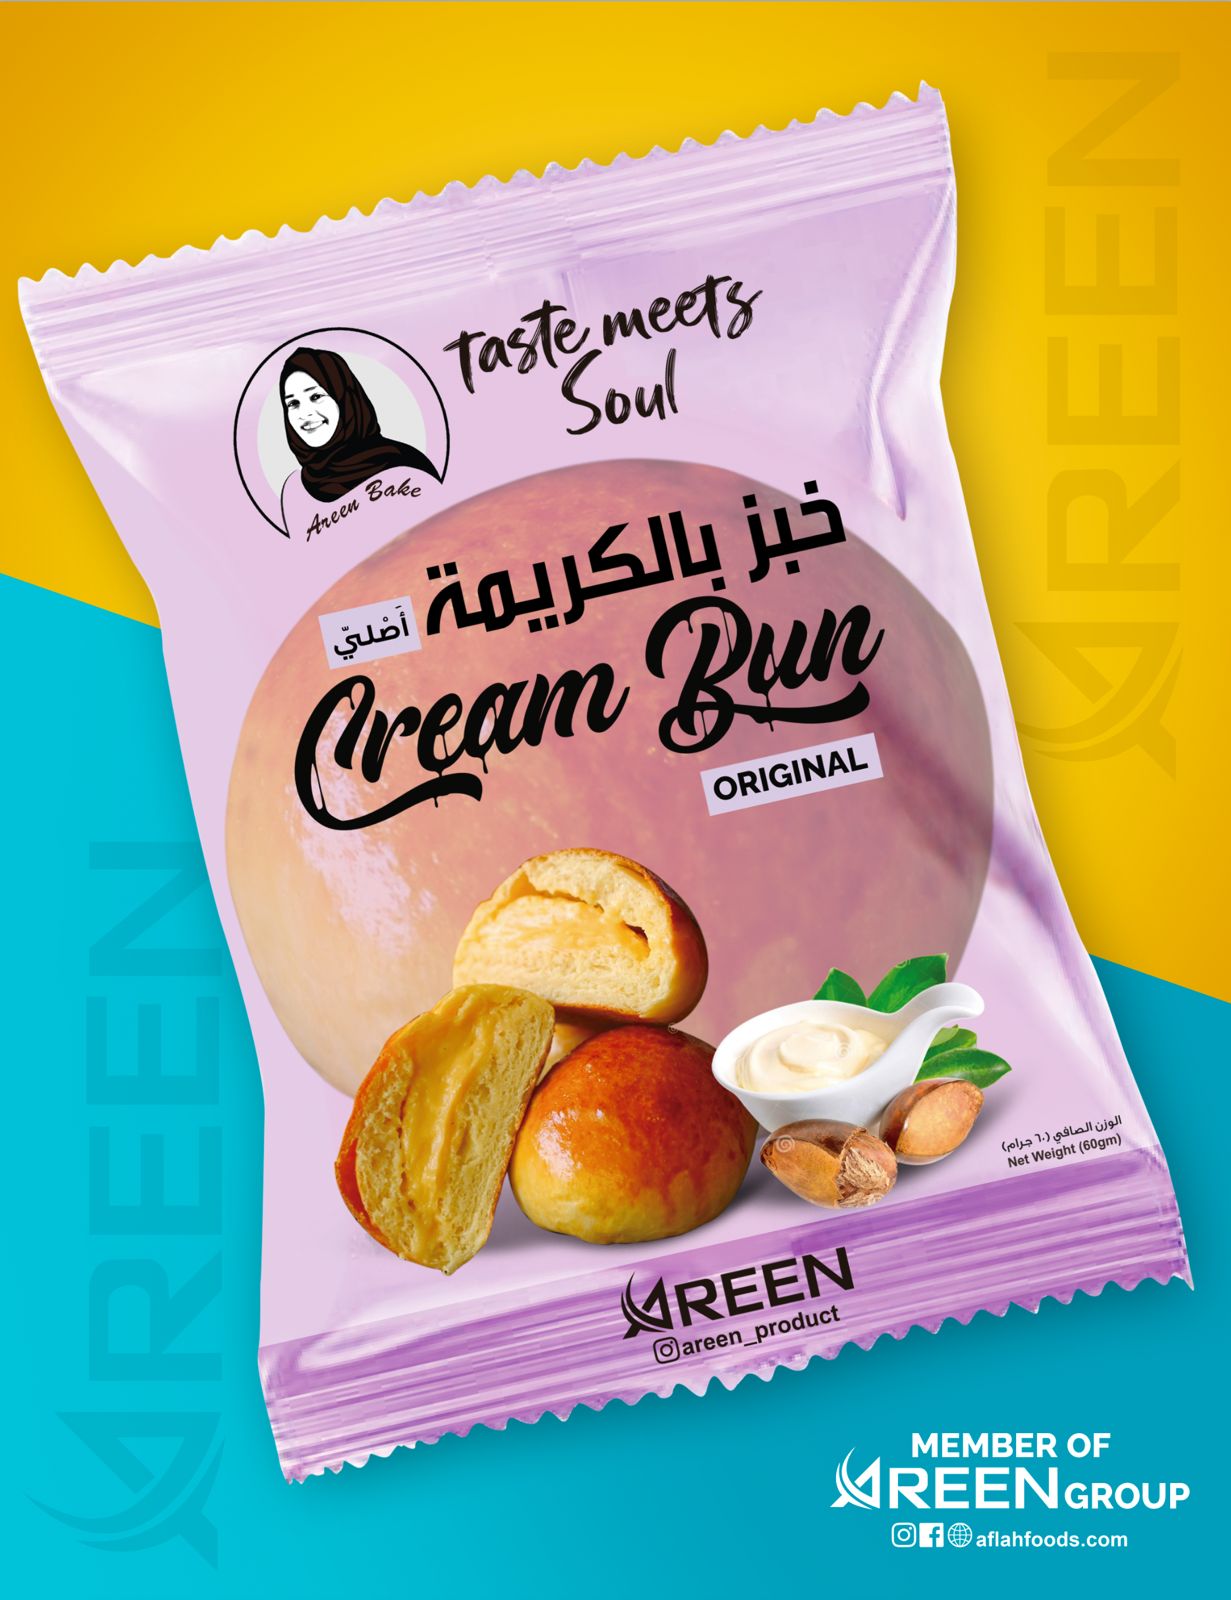 taste meets
Soul
Areen Bake
خبز بالكريمة
أَصْليّ
Cream Bun
ORIGINAL
الوزن الصافي (٦٠ جرام)
Net Weight (60gm)
AREEN
areen_product
MEMBER OF
AREEN GROUP
aflahfoods.com
AREEN
AREEN